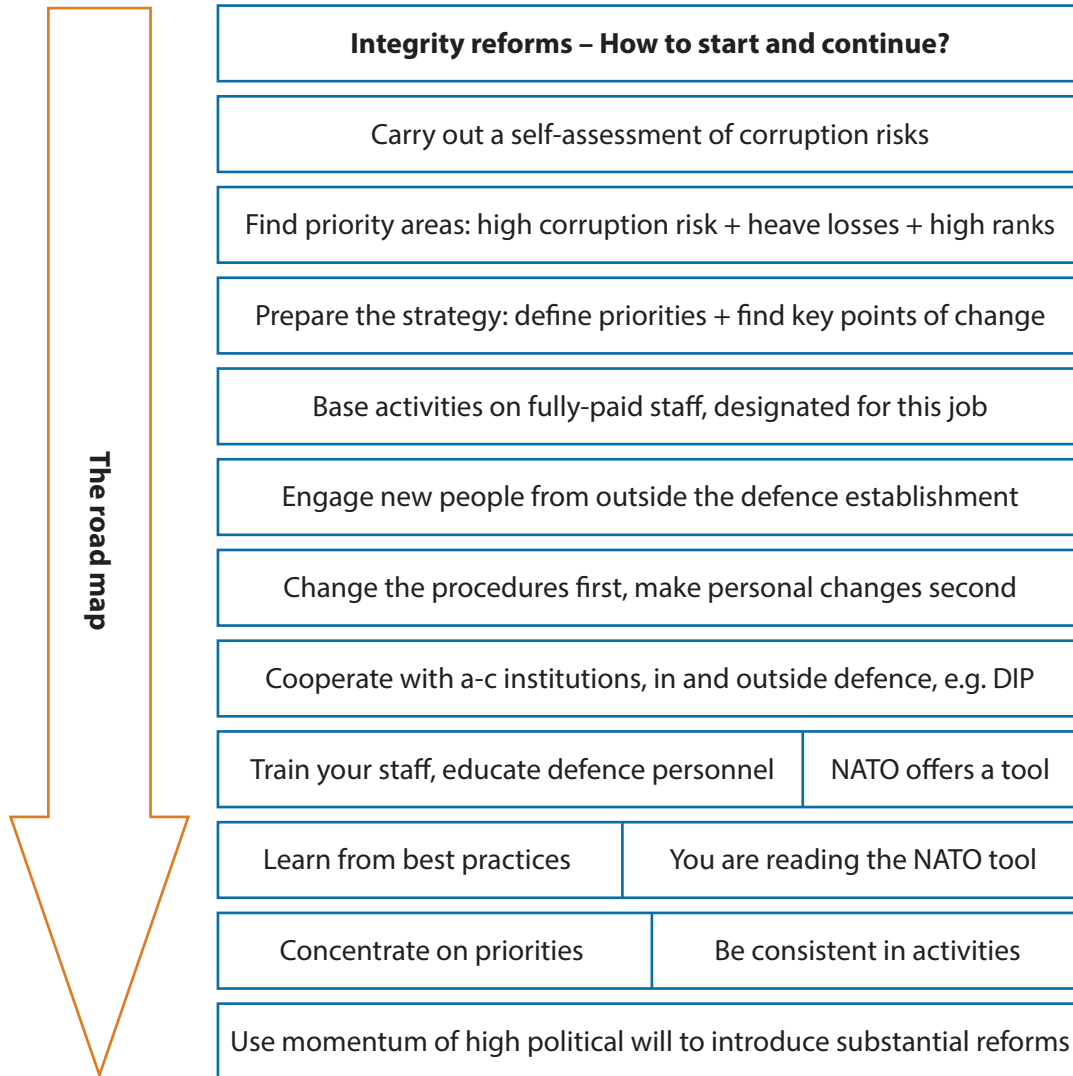 Integrity reforms – How to start and continue?
Carry out a self-assessment of corruption risks
Find priority areas: high corruption risk + heave losses + high ranks
Prepare the strategy: define priorities + find key points of change
Base activities on fully-paid staff, designated for this job
Engage new people from outside the defence establishment
The road map
Change the procedures first, make personal changes second
Cooperate with a-c institutions, in and outside defence, e.g. DIP
Train your staff, educate defence personnel
NATO offers a tool
Learn from best practices
You are reading the NATO tool
Concentrate on priorities
Be consistent in activities
Use momentum of high political will to introduce substantial reforms